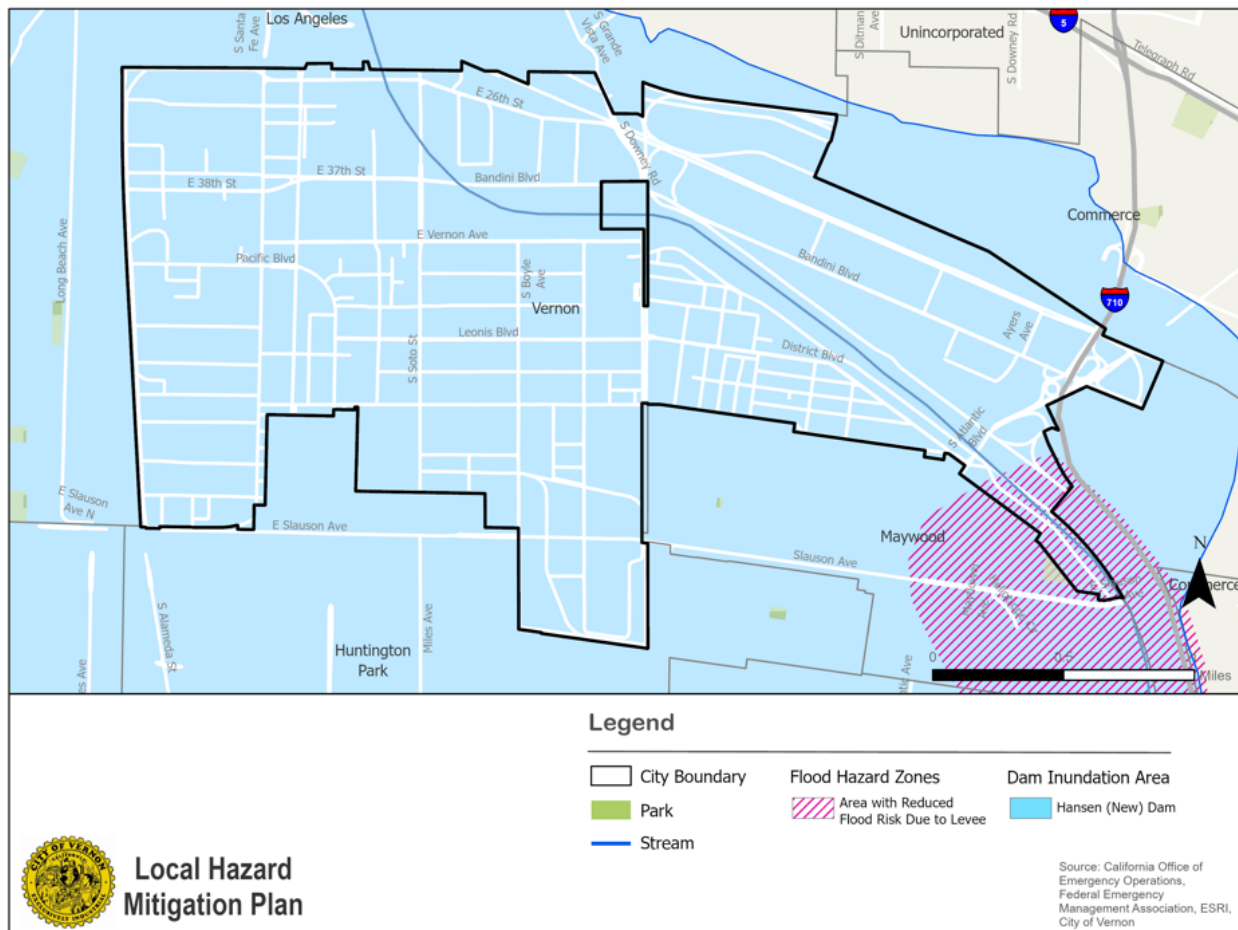 Los Angeles
S Santa
Fe Ave
S Grande
Vista Ave
S Ditman
Ave
Unincorporated
S Downey Rd
5
Telegraph Rd
E 26th St
S Downey Rd
E 37th St
E 38th St
Bandini Blvd
Commerce
Long Beach Ave
E Vernon Ave
Pacific Blvd
S Boyle
Ave
Bandini Blvd
710
Vernon
Ayers
Ave
S Soto St
Leonis Blvd
District Blvd
S Atlantic
Blvd
E Slauson
Ave N
E Slauson Ave
Maywood
Slauson Ave
N
Commerce
S Alameda St
Miles Ave
Huntington
Park
0
0.5
Miles
Legend
City Boundary
Park
Stream
Flood Hazard Zones
Area with Reduced
Flood Risk Due to Levee
Dam Inundation Area
Hansen (New) Dam
CITY OF VERNON
CALIFORNIA
EXCLUSIVELY INDUSTRIAL
Local Hazard
Mitigation Plan
Source: California Office of
Emergency Operations,
Federal Emergency
Management Association, ESRI,
City of Vernon